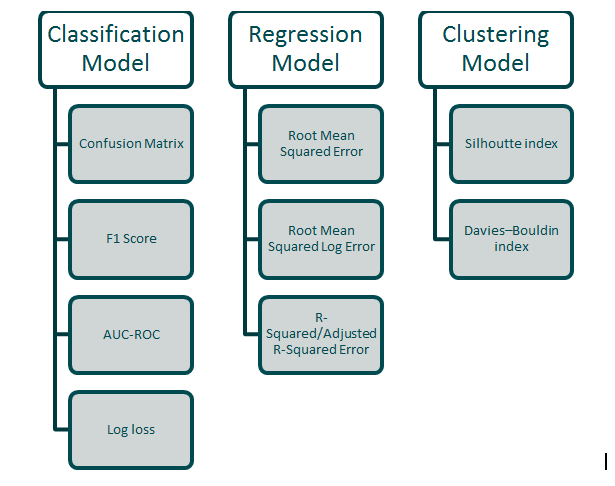 Classification
Model
Confusion Matrix
F1 Score
AUC-ROC
Log loss
Regression
Model
Root Mean
Squared Error
Root Mean
Squared Log Error
R-
Squared/Adjusted
R-Squared Error
Clustering
Model
Silhoutte index
Davies–Bouldin
index